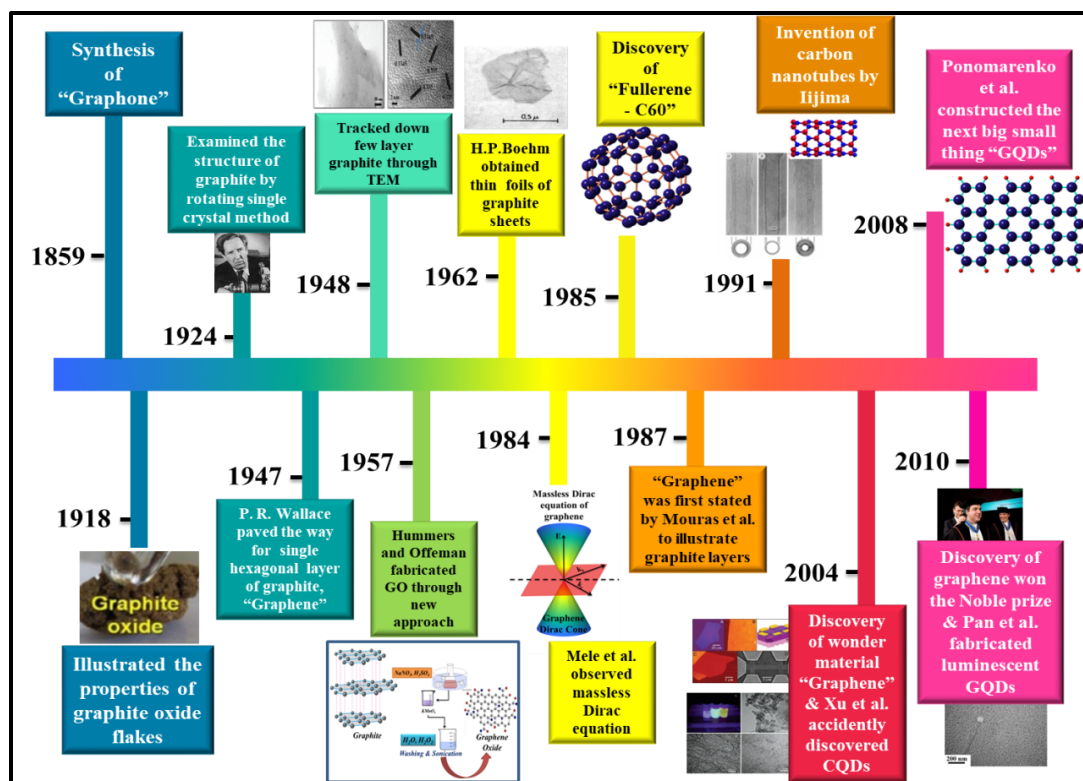 Synthesis
of
“Graphone”
1859
Examined the
structure of
graphite by
rotating single
crystal method
1924
Tracked down
few layer
graphite through
TEM
1948
0,5 μ
H.P.Boehm
obtained
thin foils of
graphite
sheets
1962
Discovery
of
“Fullerene
- C60”
1985
Invention of
carbon
nanotubes by
Iijima
1991
Ponomarenko
et al.
constructed the
next big small
thing “GQDs”
2008
1918
Graphite
oxide
Illustrated the
properties of
graphite oxide
flakes
1947
P. R. Wallace
paved the way
for single
hexagonal layer
of graphite,
“Graphene”
1957
Hummers
and Offeman
fabricated
GO through
new
approach
NaNO3, H2SO4
KMnO4
H2O, H2O2
Washing & Sonication
Graphite
Graphene
Oxide
1984
Massless Dirac
equation of
graphene
Graphene
Dirac Cone
Mele et al.
observed
massless
Dirac
equation
1987
“Graphene”
was first stated
by Mouras et al.
to illustrate
graphite layers
2004
Discovery
of wonder
material
“Graphene”
& Xu et al.
accidently
discovered
CQDs
2010
Discovery of
graphene won
the Noble prize
& Pan et al.
fabricated
luminescent
GQDs
200 nm